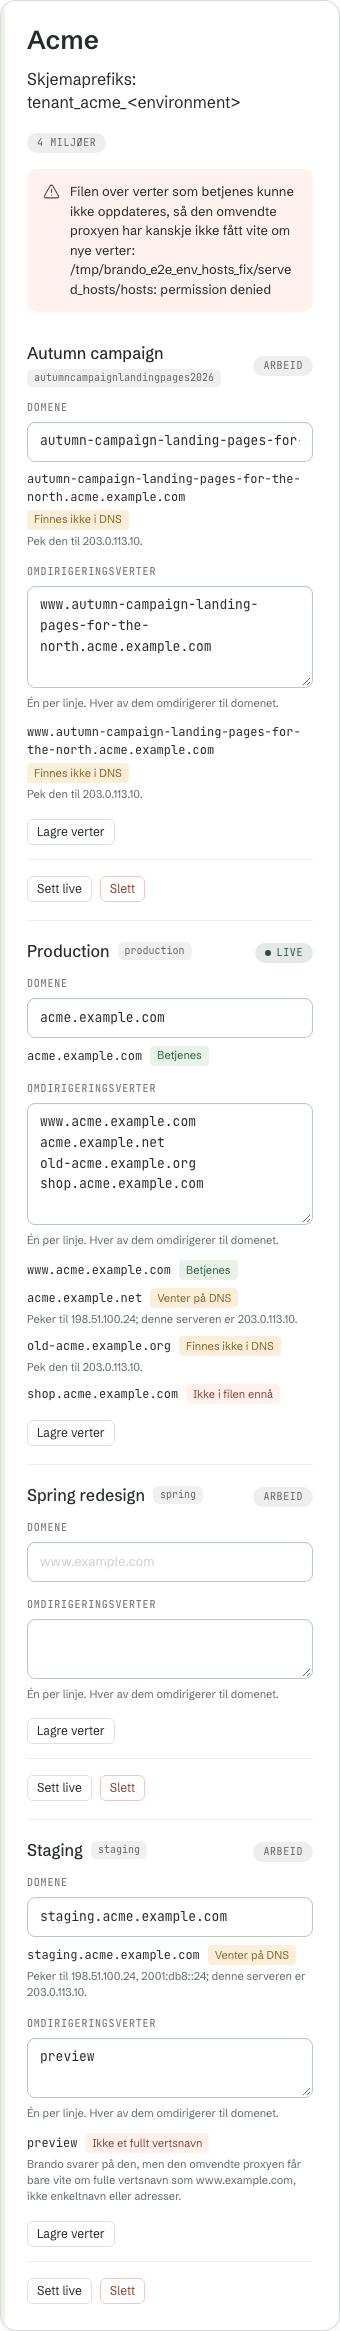 Acme
Skjemaprefiks:
tenant_acme_<environment>
4 MILJØER
Filen over verter som betjenes kunne
ikke oppdateres, så den omvendte
proxyen har kanskje ikke fått vite om
nye verter:
/tmp/brando_e2e_env_hosts_fix/serve
d_hosts/hosts: permission denied
Autumn campaign
autumncampaignlandingpages2026
ARBEID
DOMENE
autumn-campaign-landing-pages-for-
autumn-campaign-landing-pages-for-the-
north.acme.example.com
Finnes ikke i DNS
Pek den til 203.0.113.10.
OMDIRIGERINGSVERTER
www.autumn-campaign-landing-
pages-for-the-
north.acme.example.com
Én per linje. Hver av dem omdirigerer til domenet.
www.autumn-campaign-landing-pages-for-
the-north.acme.example.com
Finnes ikke i DNS
Pek den til 203.0.113.10.
Lagre verter
Sett live Slett
Production production LIVE
DOMENE
acme.example.com
acme.example.com Betjenes
OMDIRIGERINGSVERTER
www.acme.example.com
acme.example.net
old-acme.example.org
shop.acme.example.com
Én per linje. Hver av dem omdirigerer til domenet.
www.acme.example.com Betjenes
acme.example.net Venter på DNS
Peker til 198.51.100.24; denne serveren er 203.0.113.10.
old-acme.example.org Finnes ikke i DNS
Pek den til 203.0.113.10.
shop.acme.example.com Ikke i filen ennå
Lagre verter
Spring redesign spring ARBEID
DOMENE
www.example.com
OMDIRIGERINGSVERTER
Én per linje. Hver av dem omdirigerer til domenet.
Lagre verter
Sett live Slett
Staging staging ARBEID
DOMENE
staging.acme.example.com
staging.acme.example.com Venter på DNS
Peker til 198.51.100.24, 2001:db8::24; denne serveren er
203.0.113.10.
OMDIRIGERINGSVERTER
preview
Én per linje. Hver av dem omdirigerer til domenet.
preview Ikke et fullt vertsnavn
Brando svarer på den, men den omvendte proxyen får
bare vite om fulle vertsnavn som www.example.com,
ikke enkeltnavn eller adresser.
Lagre verter
Sett live Slett